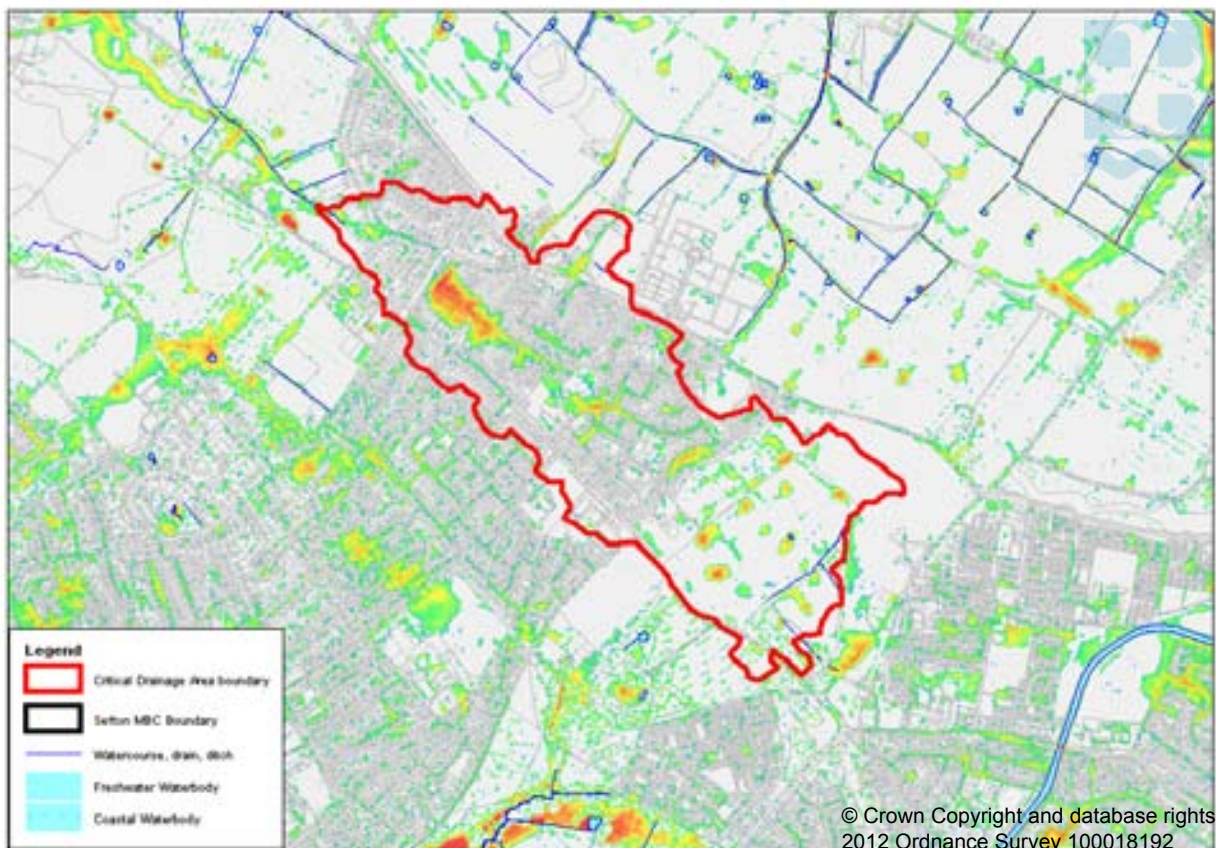 Legend
Critical Drainage Area boundary
Sefton MBC Boundary
Watercourse, drain, ditch
Freshwater Waterbody
Coastal Waterbody
© Crown Copyright and database rights
2012 Ordnance Survey 100018192